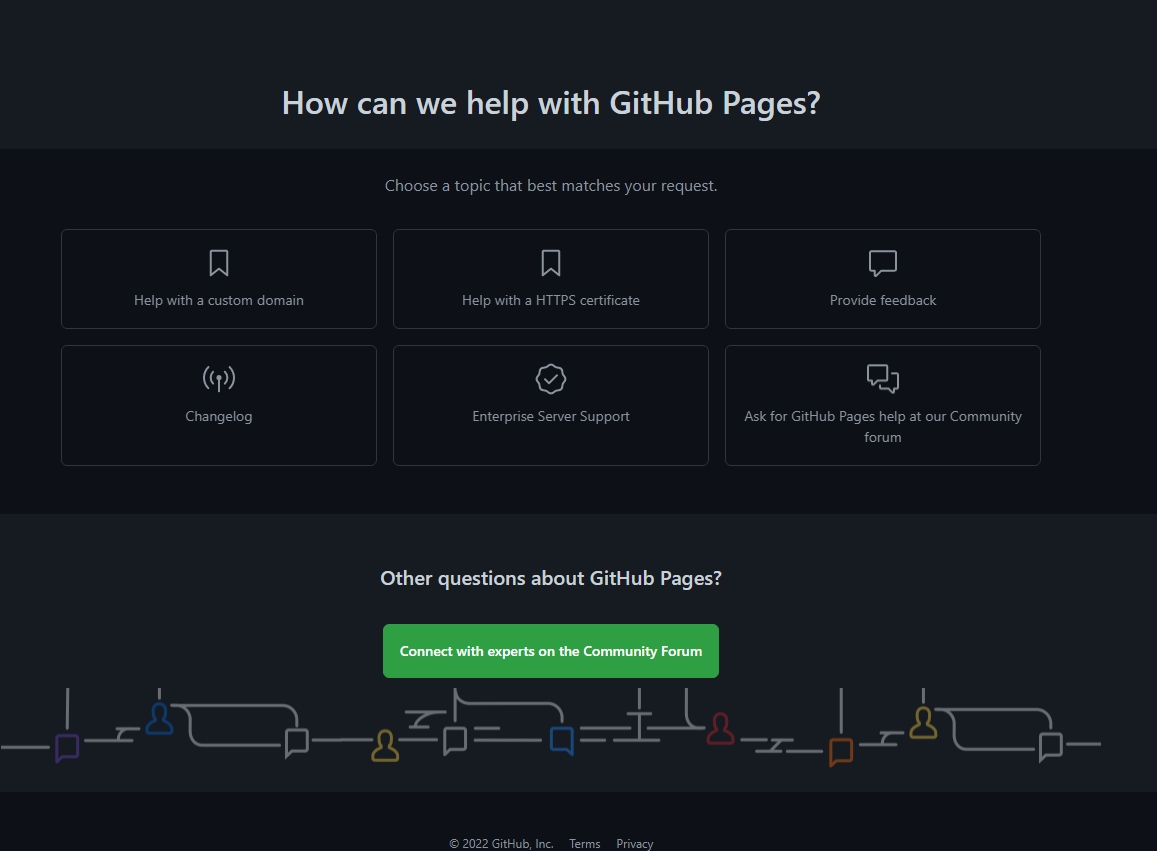 How can we help with GitHub Pages?
Choose a topic that best matches your request.
Help with a custom domain
Help with a HTTPS certificate
Provide feedback
Changelog
Enterprise Server Support
Ask for GitHub Pages help at our Community
forum
Other questions about GitHub Pages?
Connect with experts on the Community Forum
© 2022 GitHub, Inc. Terms Privacy